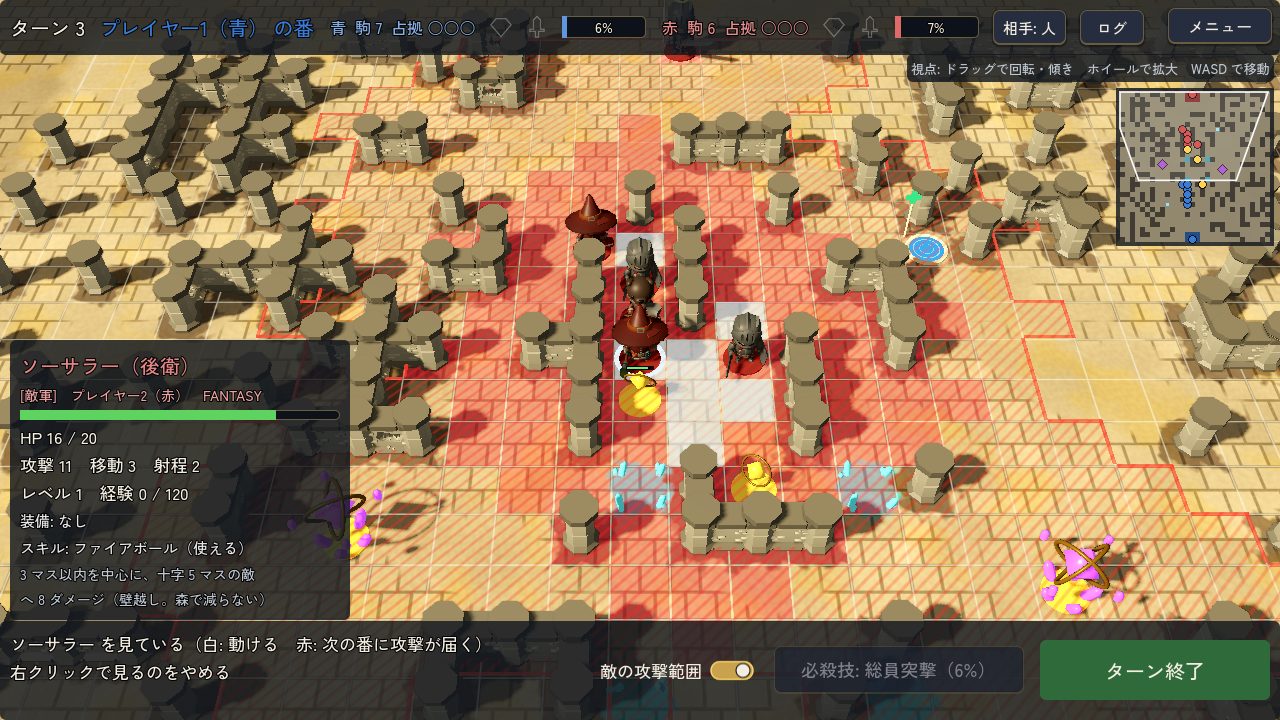 ターン 3 プレイヤー1（青）の番 青 駒 7 占拠 〇〇〇 6% 赤 駒 6 占拠 〇〇〇 7% 相手: 人 ログ メニュー
視点: ドラッグで回転・傾き ホイールで拡大 WASD で移動
ソーサラー（後衛）
[敵軍] プレイヤー2（赤） FANTASY
HP 16 / 20
攻撃 11 移動 3 射程 2
レベル 1 経験 0 / 120
装備: なし
スキル: ファイアボール（使える）
3 マス以内を中心に、十字 5 マスの敵
へ 8 ダメージ（壁越し。森で減らない）
ソーサラー を見ている（白: 動ける 赤: 次の番に攻撃が届く）
右クリックで見るのをやめる
敵の攻撃範囲
必殺技: 総員突撃（6%）
ターン終了